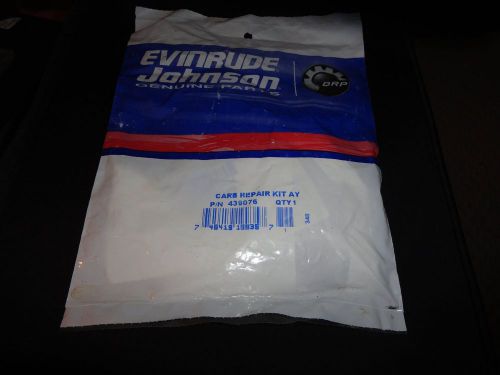 EVINRUDE
Johnson
GENUINE PARTS
BRP
CARB REPAIR KIT AY
P/N 439076 QTY 1